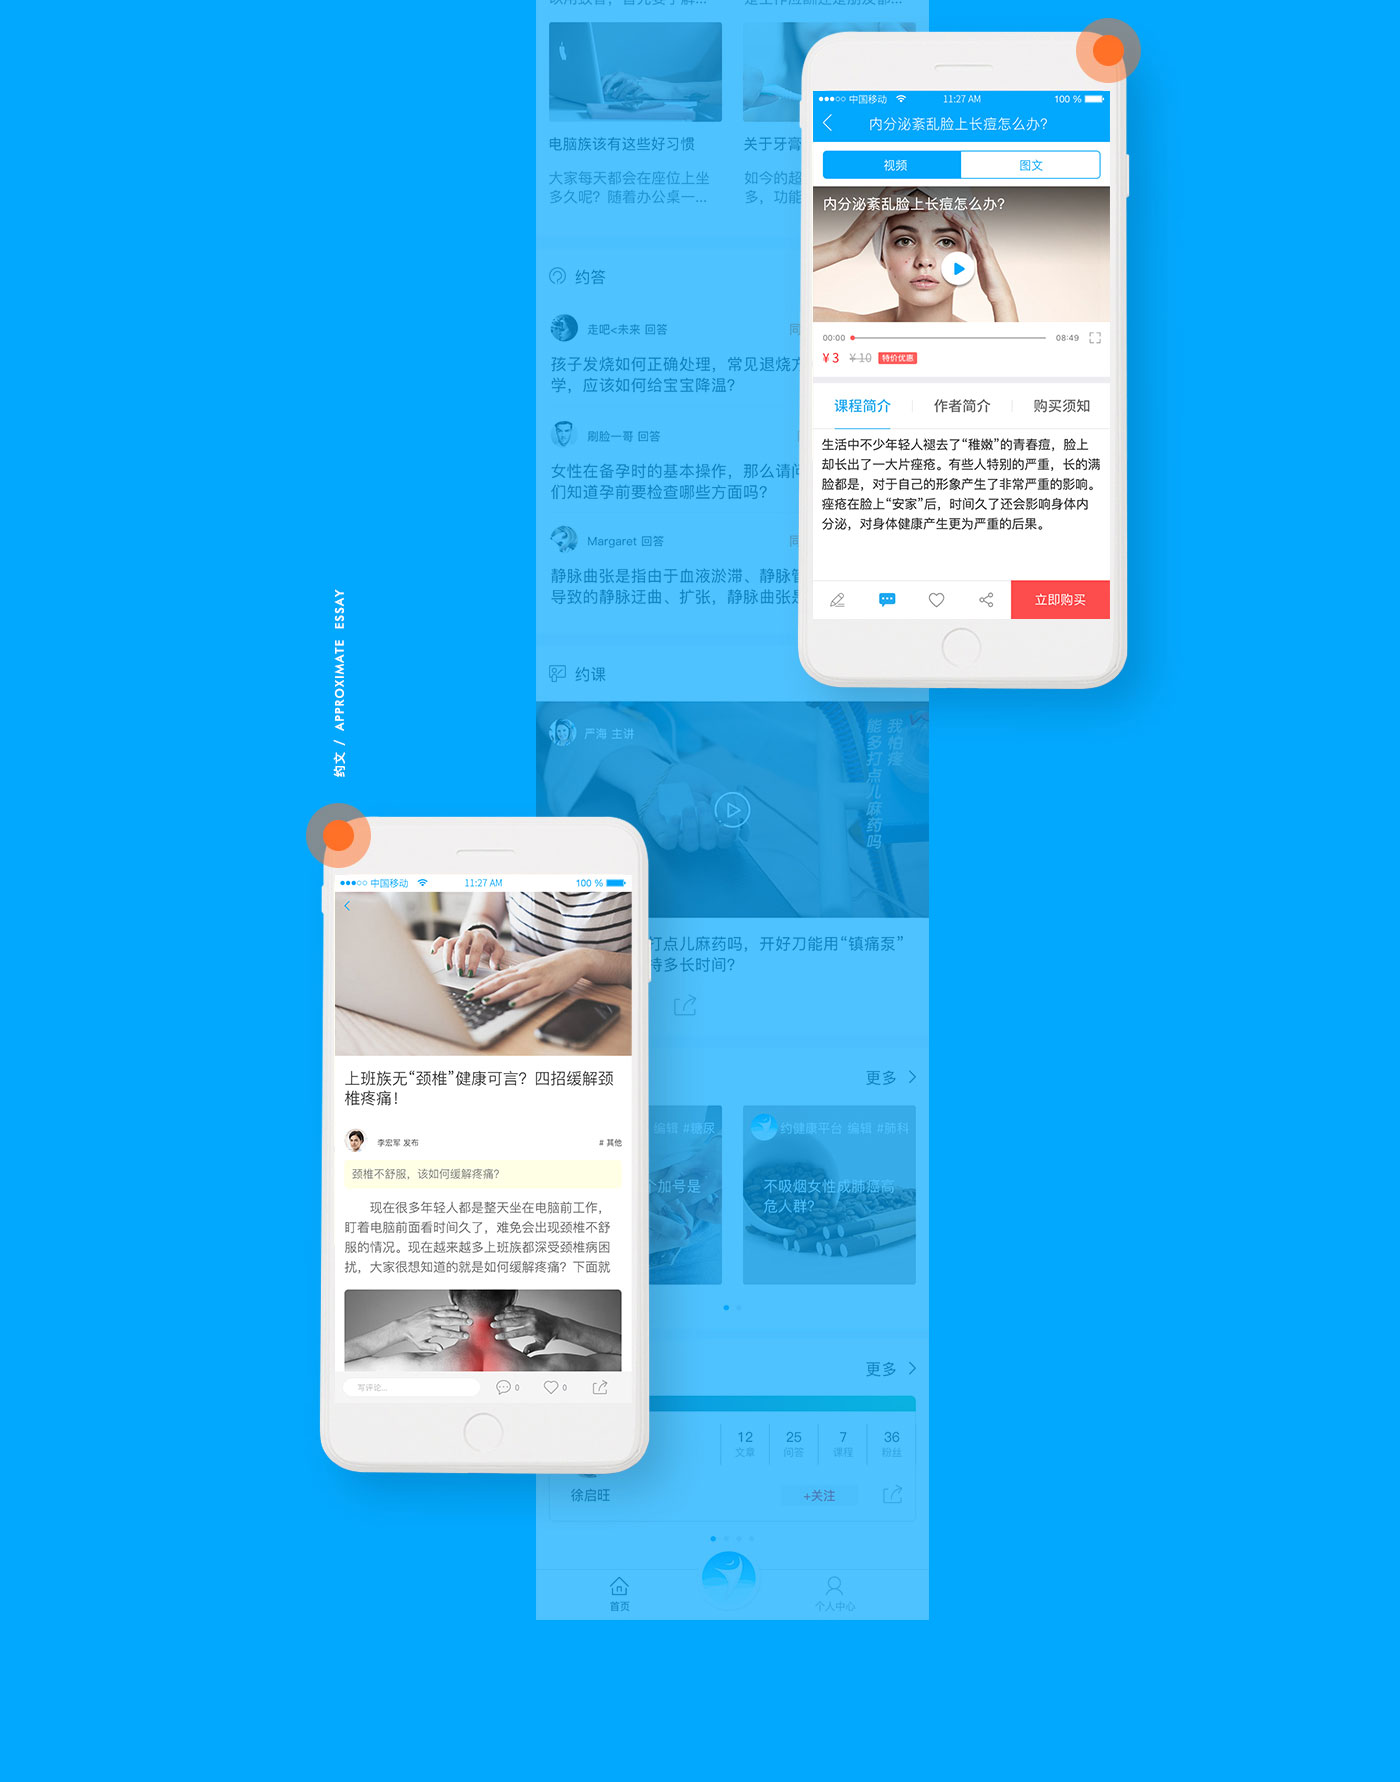 以用效看，首先要了解...
是工作应酬还是朋友都...
电脑族该有这些好习惯
关于牙膏
大家每天都会在座位上坐
多久呢？随着办公桌一...
如今的超
多，功能
约答
走吧<未来 回答
同
孩子发烧如何正确处理，常见退烧方
学，应该如何给宝宝降温？
刷脸一哥 回答
女性在备孕时的基本操作，那么请问
们知道孕前要检查哪些方面吗？
Margaret 回答
同
静脉曲张是指由于血液淤滞、静脉管
导致的静脉迂曲、扩张，静脉曲张是
约课
严海 主讲
我怕疼
能多打点儿麻药吗
打点儿麻药吗，开好刀能用“镇痛泵”
持多长时间？
更多
编辑 #糖尿
约健康平台 编辑 #肺科
个加号是
不吸烟女性成肺癌高
危人群？
更多
12
25
7
36
文章
问答
课程
粉丝
徐启旺
+关注
首页
个人中心
中国移动
11:27 AM
100 %
内分泌紊乱脸上长痘怎么办？
视频
图文
内分泌紊乱脸上长痘怎么办？
00:00
08:49
¥ 3
¥ 10
特价优惠
课程简介
作者简介
购买须知
生活中不少年轻人褪去了“稚嫩”的青春痘，脸上
却长出了一大片痤疮。有些人特别的严重，长的满
脸都是，对于自己的形象产生了非常严重的影响。
痤疮在脸上“安家”后，时间久了还会影响身体内
分泌，对身体健康产生更为严重的后果。
立即购买
约文 / APPROXIMATE ESSAY
中国移动
11:27 AM
100 %
上班族无“颈椎”健康可言？四招缓解颈
椎疼痛！
李宏军 发布
# 其他
颈椎不舒服，该如何缓解疼痛？
现在很多年轻人都是整天坐在电脑前工作，
盯着电脑前面看时间久了，难免会出现颈椎不舒
服的情况。现在越来越多上班族都深受颈椎病困
扰，大家很想知道的就是如何缓解疼痛？下面就
写评论...
0
0